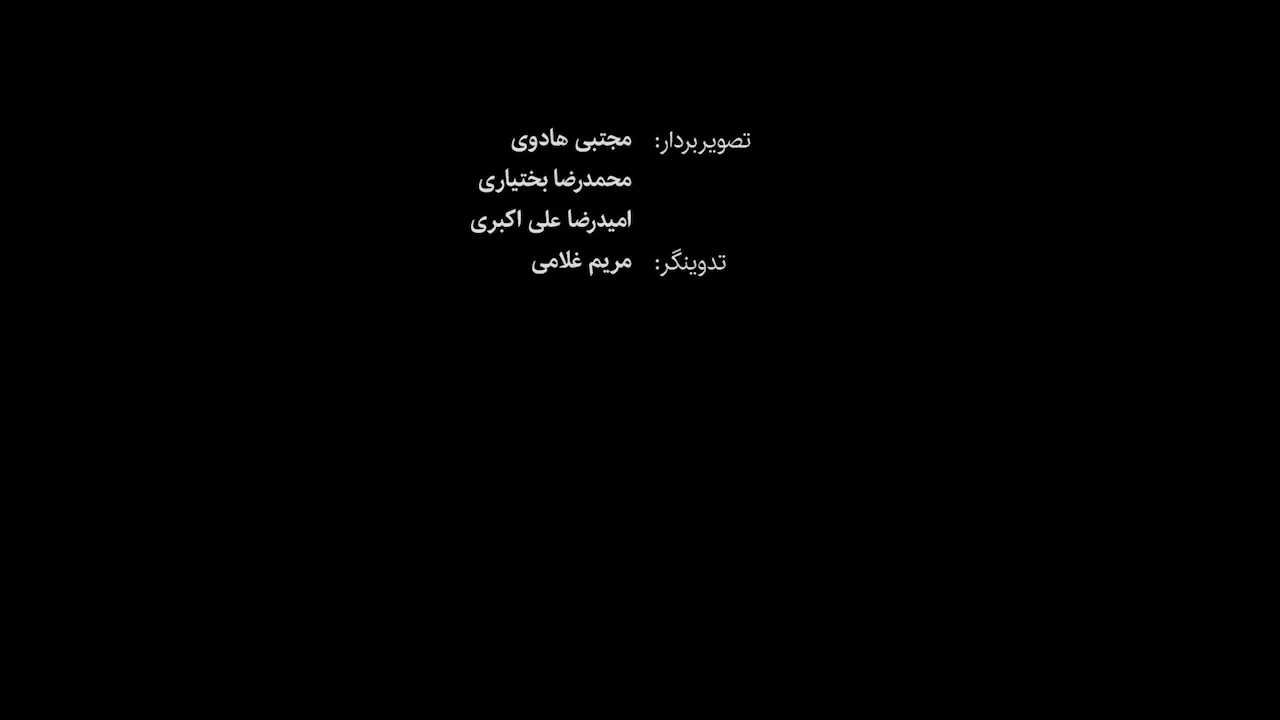 تصویربردار: مجتبی هادوی
محمدرضا بختیاری
امیدرضا علی اکبری
تدوینگر: مریم غلامی